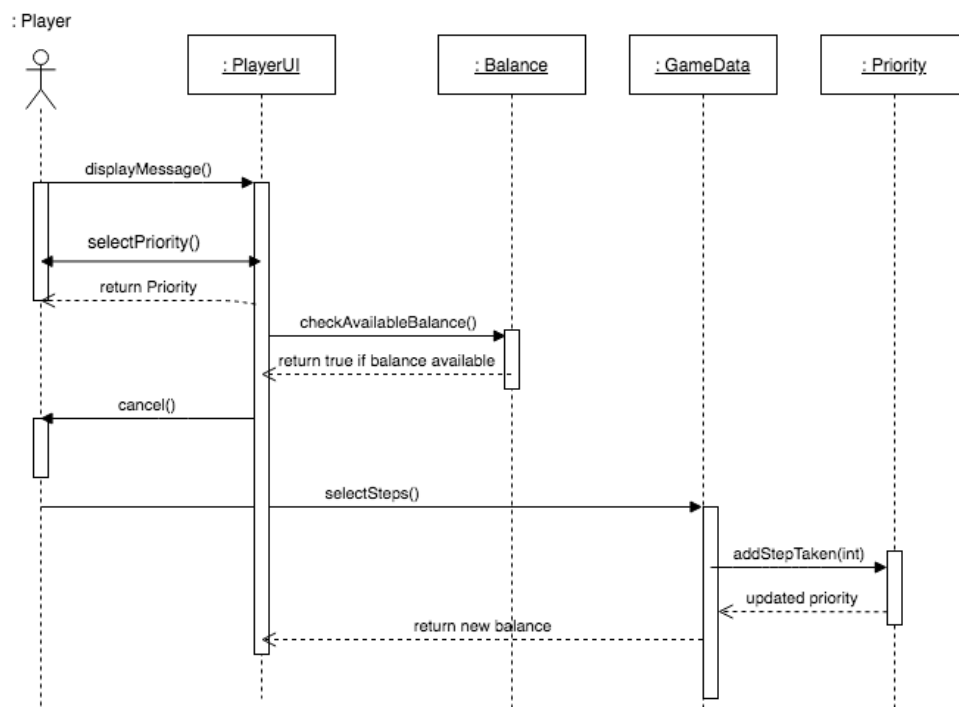 : Player
: PlayerUI
: Balance
: GameData
: Priority
displayMessage()
selectPriority()
return Priority
checkAvailableBalance()
return true if balance available
cancel()
selectSteps()
addStepTaken(int)
updated priority
return new balance